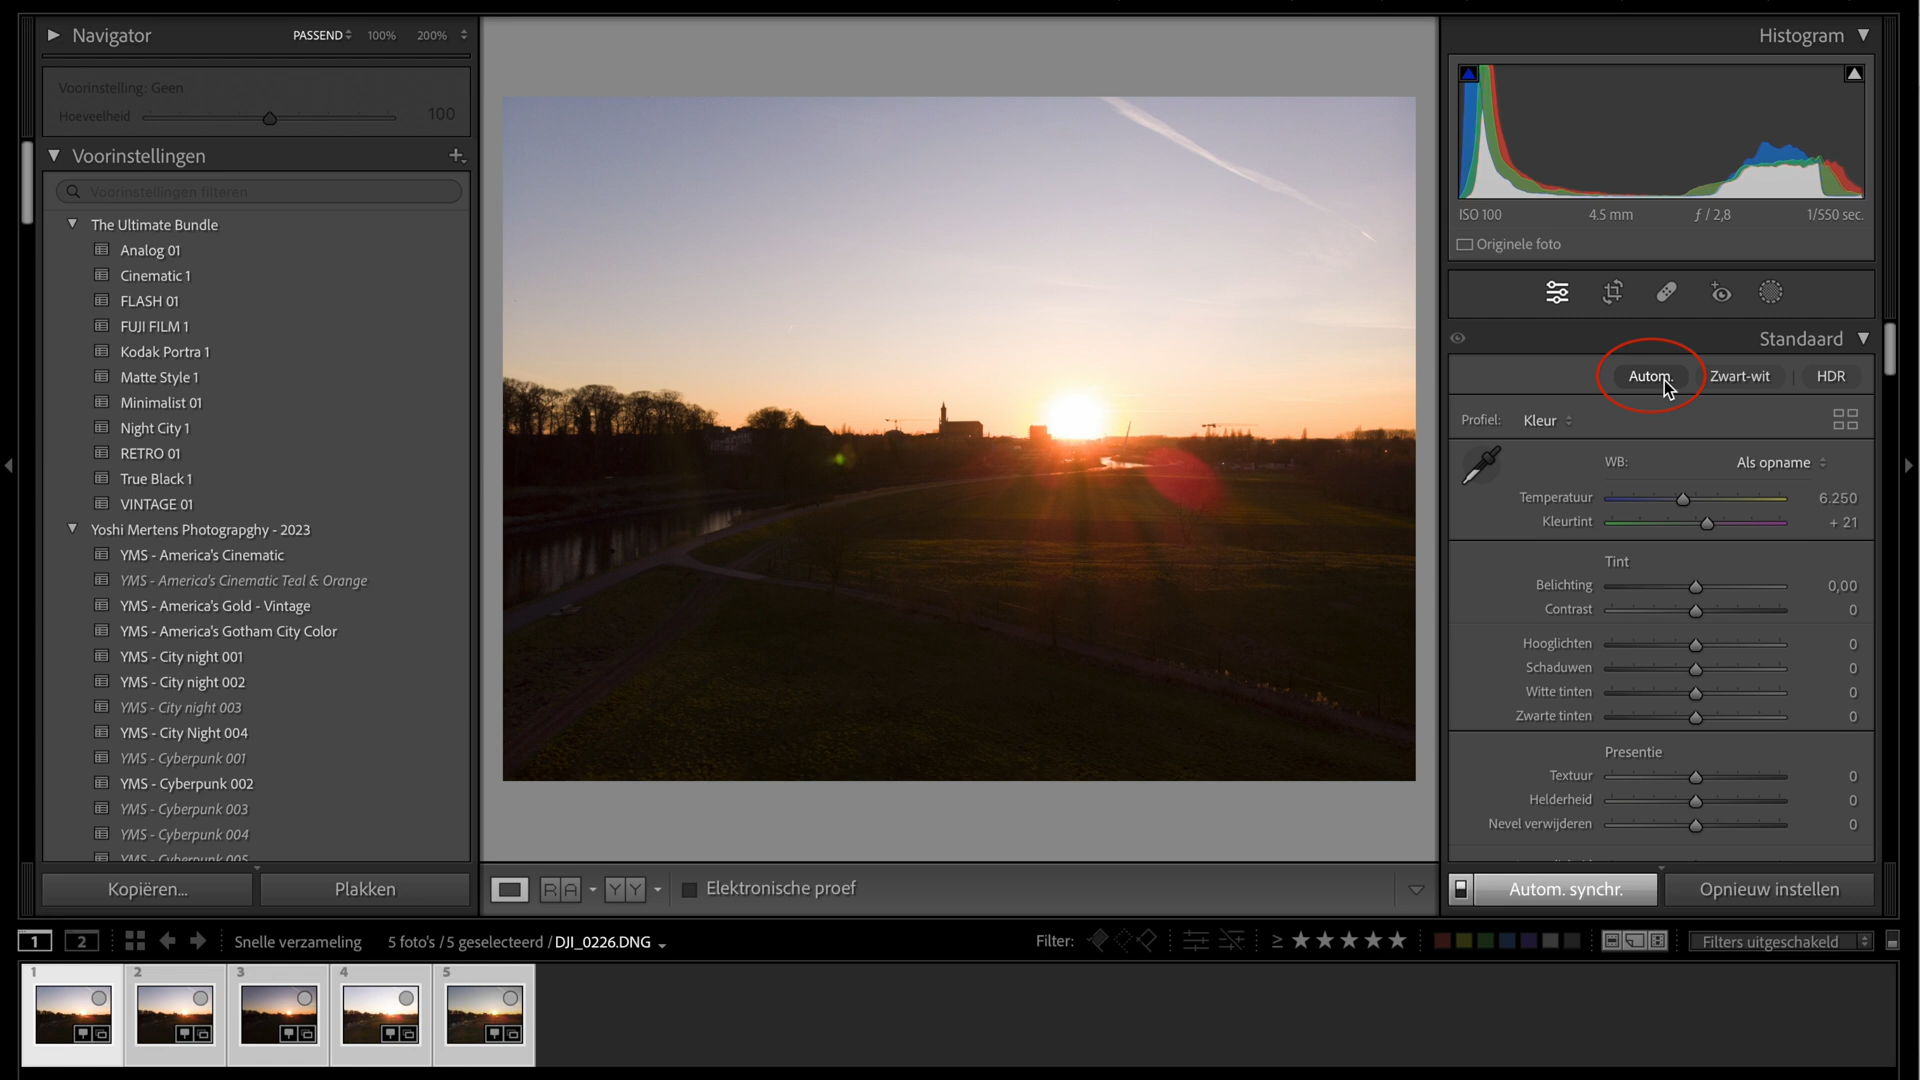 Navigator PASSEND 100% 200%
Voorinstelling: Geen
Hoeveelheid 100
Voorinstellingen
Voorinstellingen filteren
The Ultimate Bundle
Analog 01
Cinematic 1
FLASH 01
FUJI FILM 1
Kodak Portra 1
Matte Style 1
Minimalist 01
Night City 1
RETRO 01
True Black 1
VINTAGE 01
Yoshi Mertens Photograpghy - 2023
YMS - America's Cinematic
YMS - America's Cinematic Teal & Orange
YMS - America's Gold - Vintage
YMS - America's Gotham City Color
YMS - City night 001
YMS - City night 002
YMS - City night 003
YMS - City Night 004
YMS - Cyberpunk 001
YMS - Cyberpunk 002
YMS - Cyberpunk 003
YMS - Cyberpunk 004
YMS - Cyberpunk 005
Kopiëren... Plakken
R A Y Y Elektronische proef
Histogram
ISO 100 4.5 mm ƒ / 2,8 1/550 sec.
Originele foto
Standaard
Autom. Zwart-wit HDR
Profiel: Kleur
WB: Als opname
Temperatuur 6.250
Kleurtint + 21
Tint
Belichting 0,00
Contrast 0
Hooglichten 0
Schaduwen 0
Witte tinten 0
Zwarte tinten 0
Presentie
Textuur 0
Helderheid 0
Nevel verwijderen 0
Autom. synchr. Opnieuw instellen
1 2 Snelle verzameling 5 foto's / 5 geselecteerd / DJI_0226.DNG Filter: ≥ ★★★★★ Filters uitgeschakeld
1 2 3 4 5